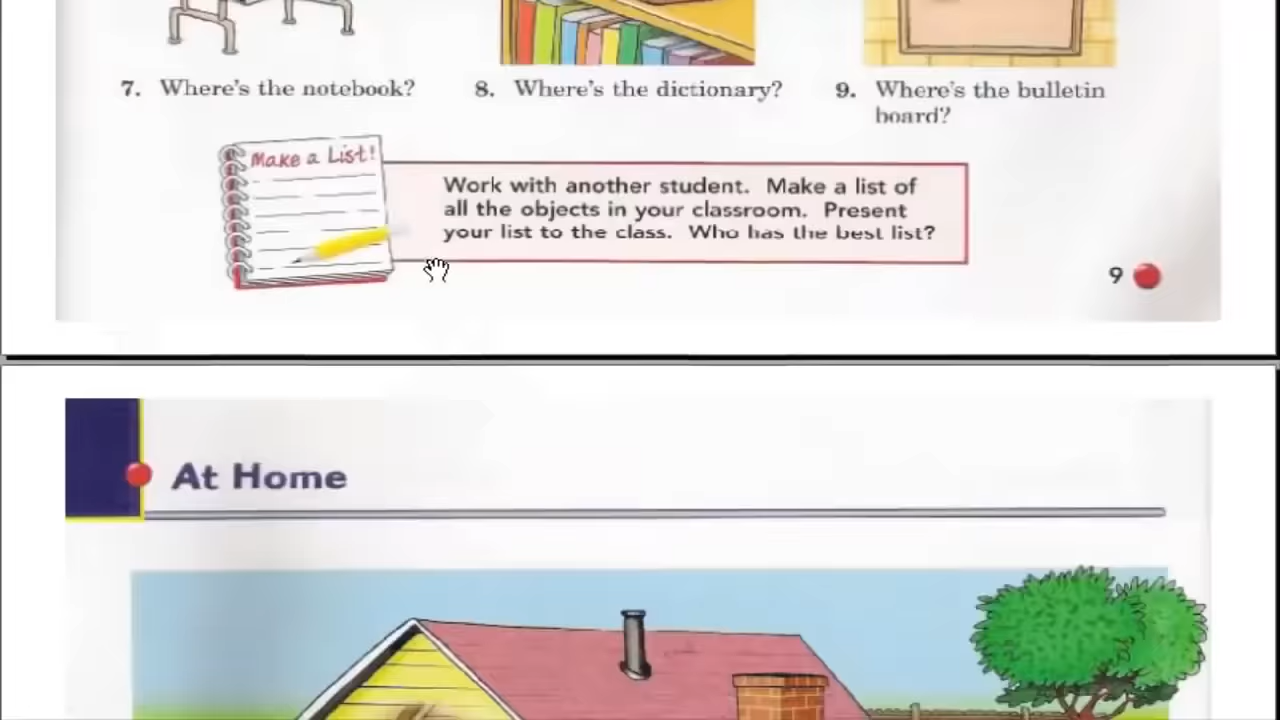 7. Where's the notebook?
8. Where's the dictionary?
9. Where's the bulletin
board?
Make a List!
Work with another student. Make a list of
all the objects in your classroom. Present
your list to the class. Who has the best list?
9
At Home